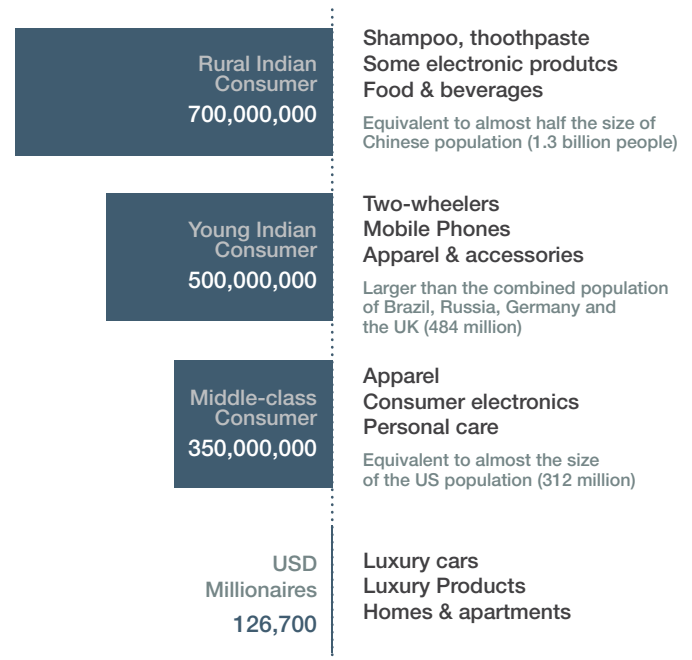 Rural Indian
Consumer
700,000,000
Shampoo, thoothpaste
Some electronic produtcs
Food & beverages
Equivalent to almost half the size of
Chinese population (1.3 billion people)
Young Indian
Consumer
500,000,000
Two-wheelers
Mobile Phones
Apparel & accessories
Larger than the combined population
of Brazil, Russia, Germany and
the UK (484 million)
Middle-class
Consumer
350,000,000
Apparel
Consumer electronics
Personal care
Equivalent to almost the size
of the US population (312 million)
USD
Millionaires
126,700
Luxury cars
Luxury Products
Homes & apartments